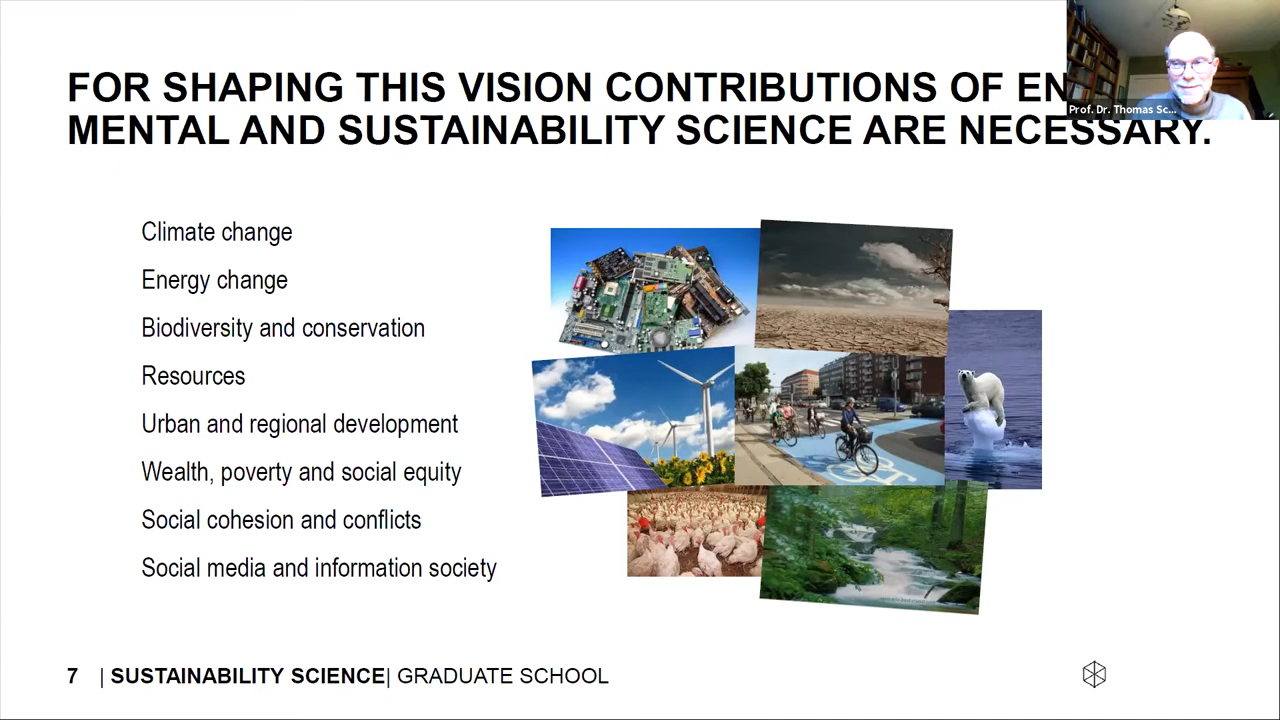 FOR SHAPING THIS VISION CONTRIBUTIONS OF EN
MENTAL AND SUSTAINABILITY SCIENCE ARE NECESSARY.
Prof. Dr. Thomas Sc...
Climate change
Energy change
Biodiversity and conservation
Resources
Urban and regional development
Wealth, poverty and social equity
Social cohesion and conflicts
Social media and information society
7 | SUSTAINABILITY SCIENCE| GRADUATE SCHOOL